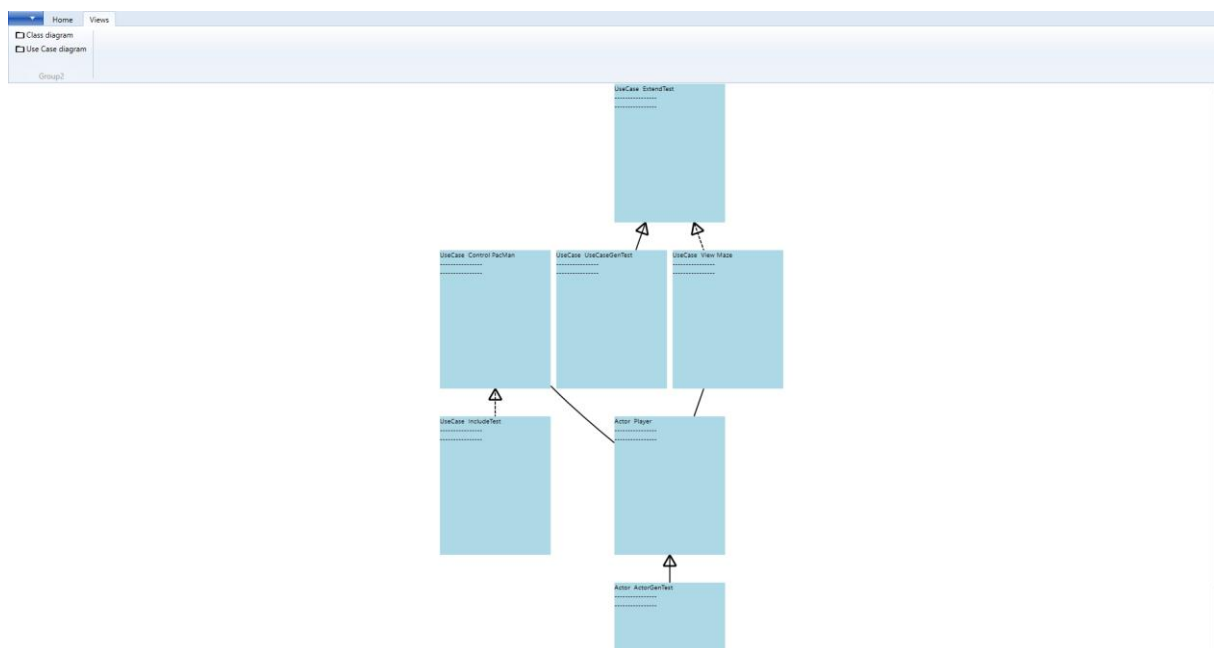 Home Views
Class diagram
Use Case diagram
Group2
UseCase ExtendTest
----------------
----------------
UseCase Control PacMan
----------------
----------------
UseCase UseCaseGenTest
----------------
----------------
UseCase View Maze
----------------
----------------
UseCase IncludeTest
----------------
----------------
Actor Player
----------------
----------------
Actor ActorGenTest
----------------
----------------